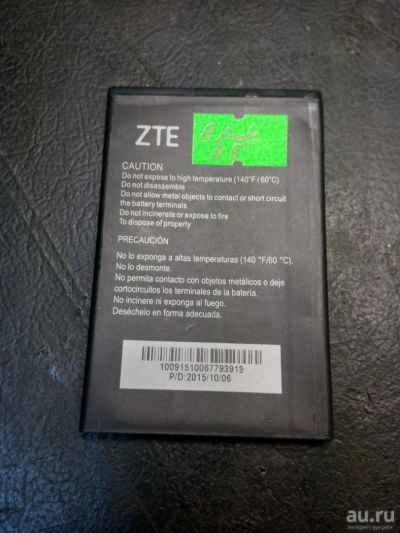 ZTE
CAUTION
Do not expose to high temperature (140°F / 60°C)
Do not disassemble
Do not allow metal objects to contact or short circuit
the battery terminals
Do not incinerate or expose to fire
To dispose of properly
PRECAUCIÓN
No lo exponga a altas temperaturas (140 °F/60 °C).
No lo desmonte.
No permita contacto con objetos metálicos o deje
cortocircuitos los terminales de la batería.
No incinere ni exponga al fuego.
Deséchelo en forma adecuada.
10091510067793919
P/D:2015/10/06
au.ru
интернет-аукцион